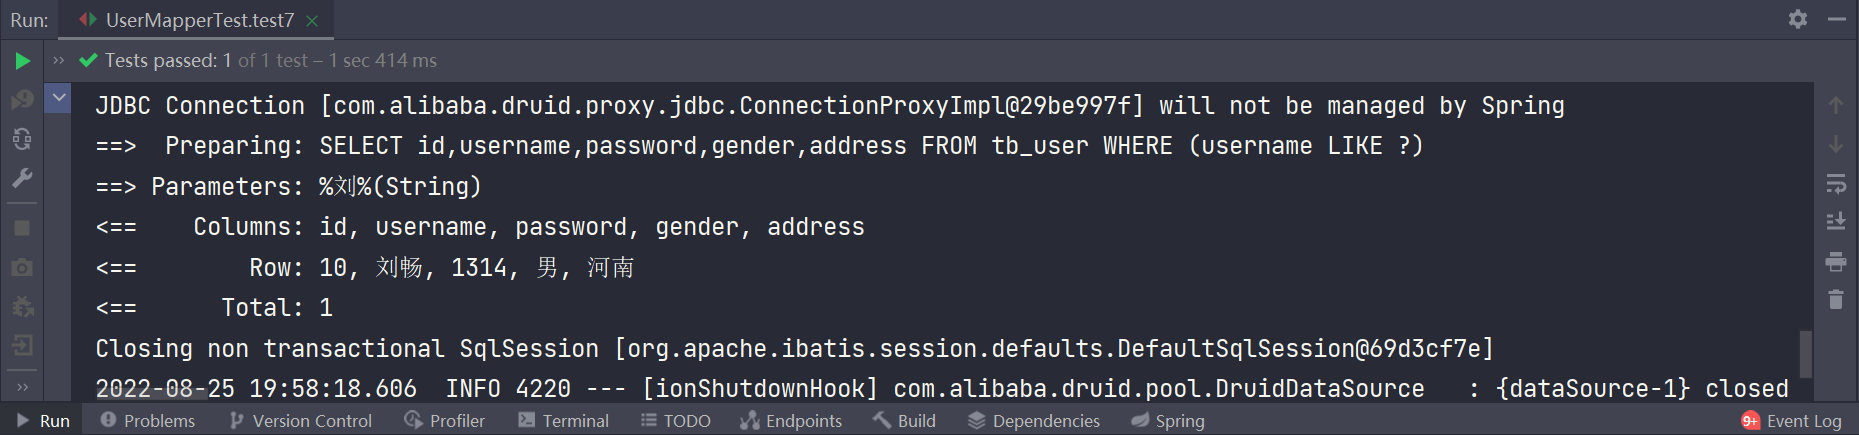 Run: UserMapperTest.test7 ×
Tests passed: 1 of 1 test – 1 sec 414 ms
JDBC Connection [com.alibaba.druid.proxy.jdbc.ConnectionProxyImpl@29be997f] will not be managed by Spring
==>  Preparing: SELECT id,username,password,gender,address FROM tb_user WHERE (username LIKE ?)
==> Parameters: %刘%(String)
<==    Columns: id, username, password, gender, address
<==        Row: 10, 刘畅, 1314, 男, 河南
<==      Total: 1
Closing non transactional SqlSession [org.apache.ibatis.session.defaults.DefaultSqlSession@69d3cf7e]
2022-08-25 19:58:18.606  INFO 4220 --- [ionShutdownHook] com.alibaba.druid.pool.DruidDataSource   : {dataSource-1} closed
Run Problems Version Control Profiler Terminal TODO Endpoints Build Dependencies Spring 9+ Event Log